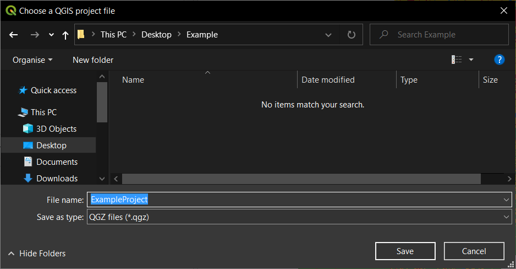 Choose a QGIS project file
This PC > Desktop > Example
Search Example
Organise New folder
Name Date modified Type Size
No items match your search.
Quick access
This PC
3D Objects
Desktop
Documents
Downloads
File name: ExampleProject
Save as type: QGZ files (*.qgz)
Hide Folders Save Cancel